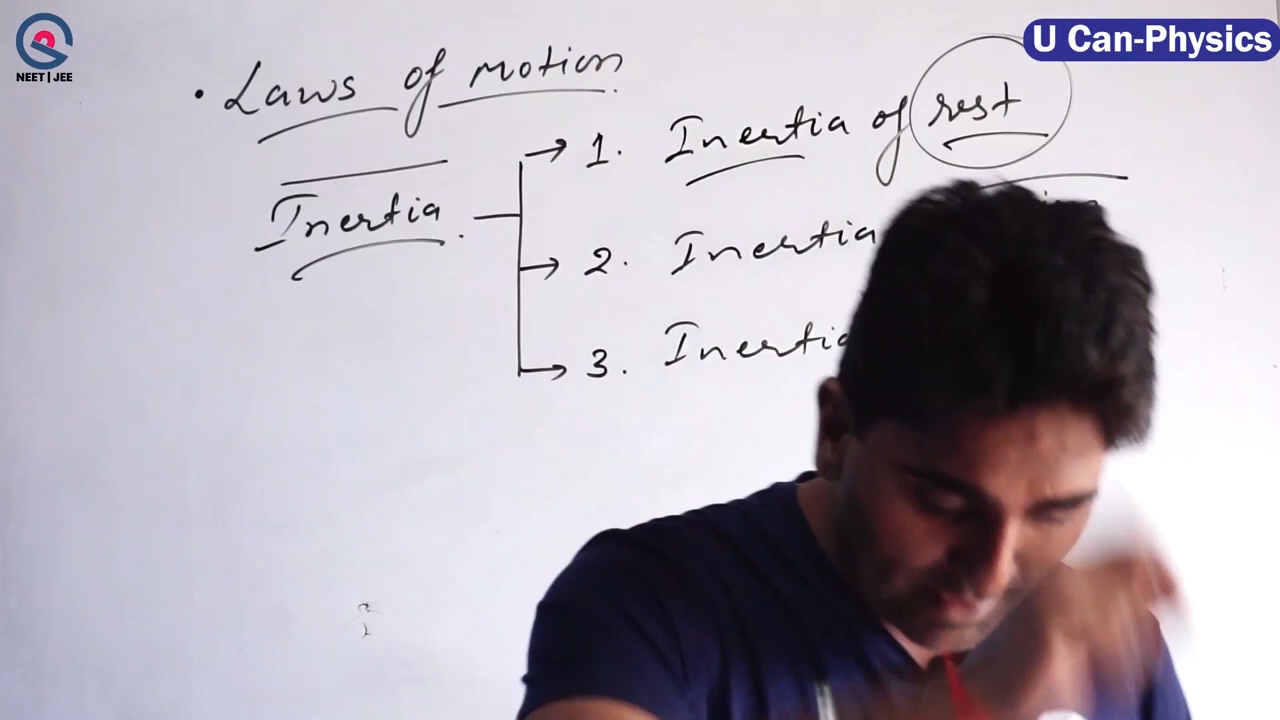 NEET | JEE
U Can-Physics
• Laws of motion
Inertia
→ 1. Inertia of rest
→ 2. Inertia
→ 3. Inertia